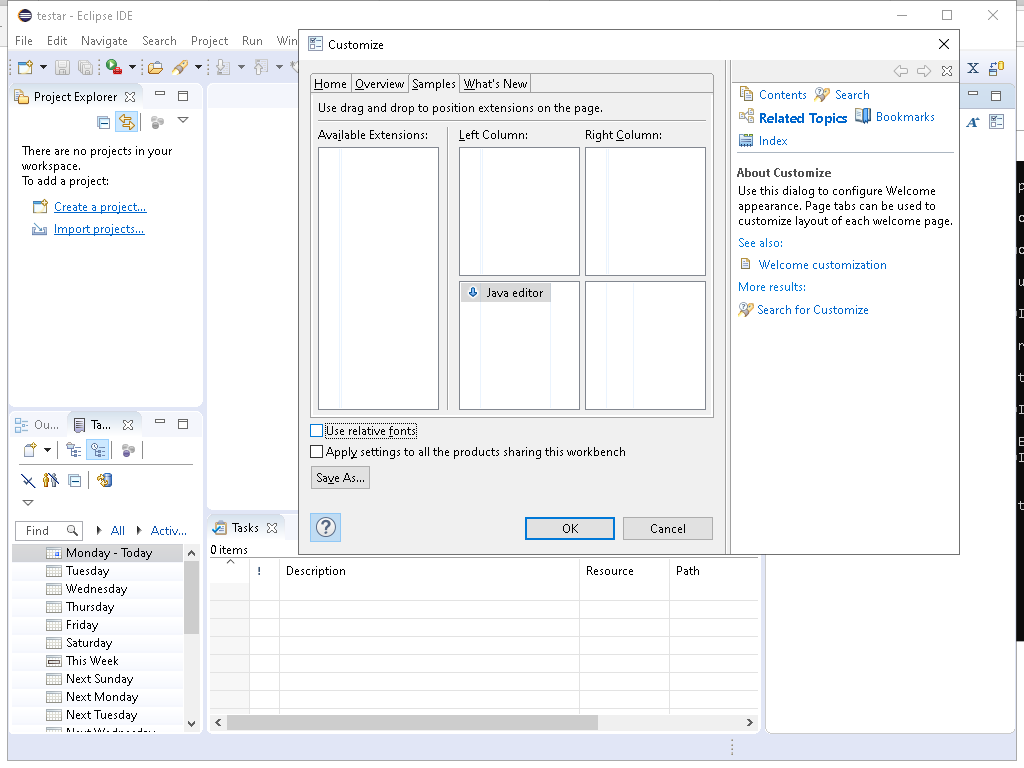 testar - Eclipse IDE
File Edit Navigate Search Project Run Win
Customize
Home Overview Samples What's New
Use drag and drop to position extensions on the page.
Available Extensions: Left Column: Right Column:
Java editor
Use relative fonts
Apply settings to all the products sharing this workbench
Save As...
OK Cancel
Contents Search
Related Topics Bookmarks
Index
About Customize
Use this dialog to configure Welcome
appearance. Page tabs can be used to
customize layout of each welcome page.
See also:
Welcome customization
More results:
Search for Customize
Project Explorer
There are no projects in your
workspace.
To add a project:
Create a project...
Import projects...
Ou... Ta...
Find All Activ...
Monday - Today
Tuesday
Wednesday
Thursday
Friday
Saturday
This Week
Next Sunday
Next Monday
Next Tuesday
Next Wednesday
Tasks
0 items
! Description Resource Path